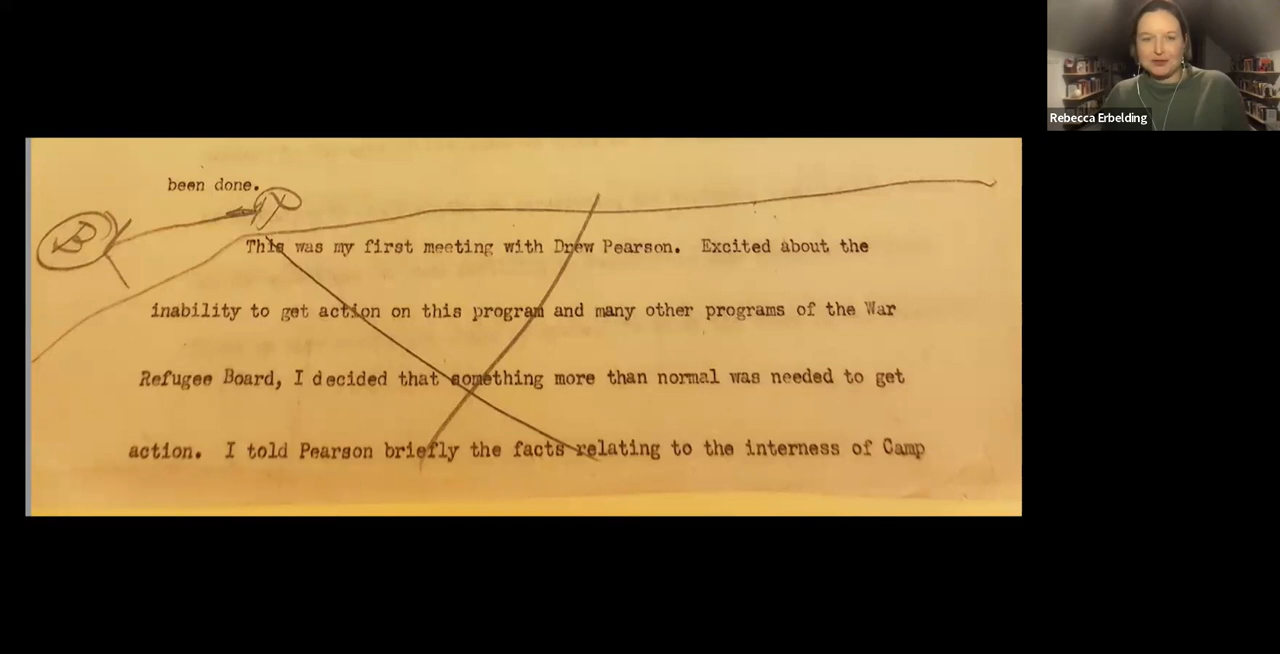 Rebecca Erbelding
been done.
B
This was my first meeting with Drew Pearson. Excited about the
inability to get action on this program and many other programs of the War
Refugee Board, I decided that something more than normal was needed to get
action. I told Pearson briefly the facts relating to the interness of Camp